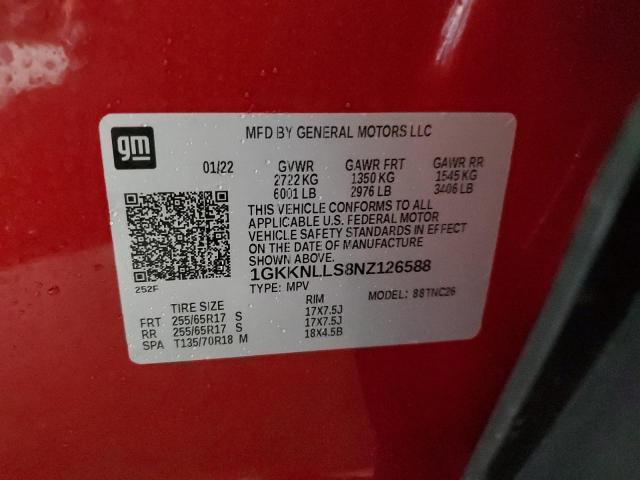 gm
MFD BY GENERAL MOTORS LLC
01/22 GVWR GAWR FRT GAWR RR
2722 KG 1350 KG 1545 KG
6001 LB 2976 LB 3406 LB
THIS VEHICLE CONFORMS TO ALL
APPLICABLE U.S. FEDERAL MOTOR
VEHICLE SAFETY STANDARDS IN EFFECT
ON THE DATE OF MANUFACTURE
SHOWN ABOVE.
1GKKNLLS8NZ126588
252F
TYPE: MPV MODEL: 88TNC26
TIRE SIZE RIM
FRT 255/65R17 S 17X7.5J
RR 255/65R17 S 17X7.5J
SPA T135/70R18 M 18X4.5B